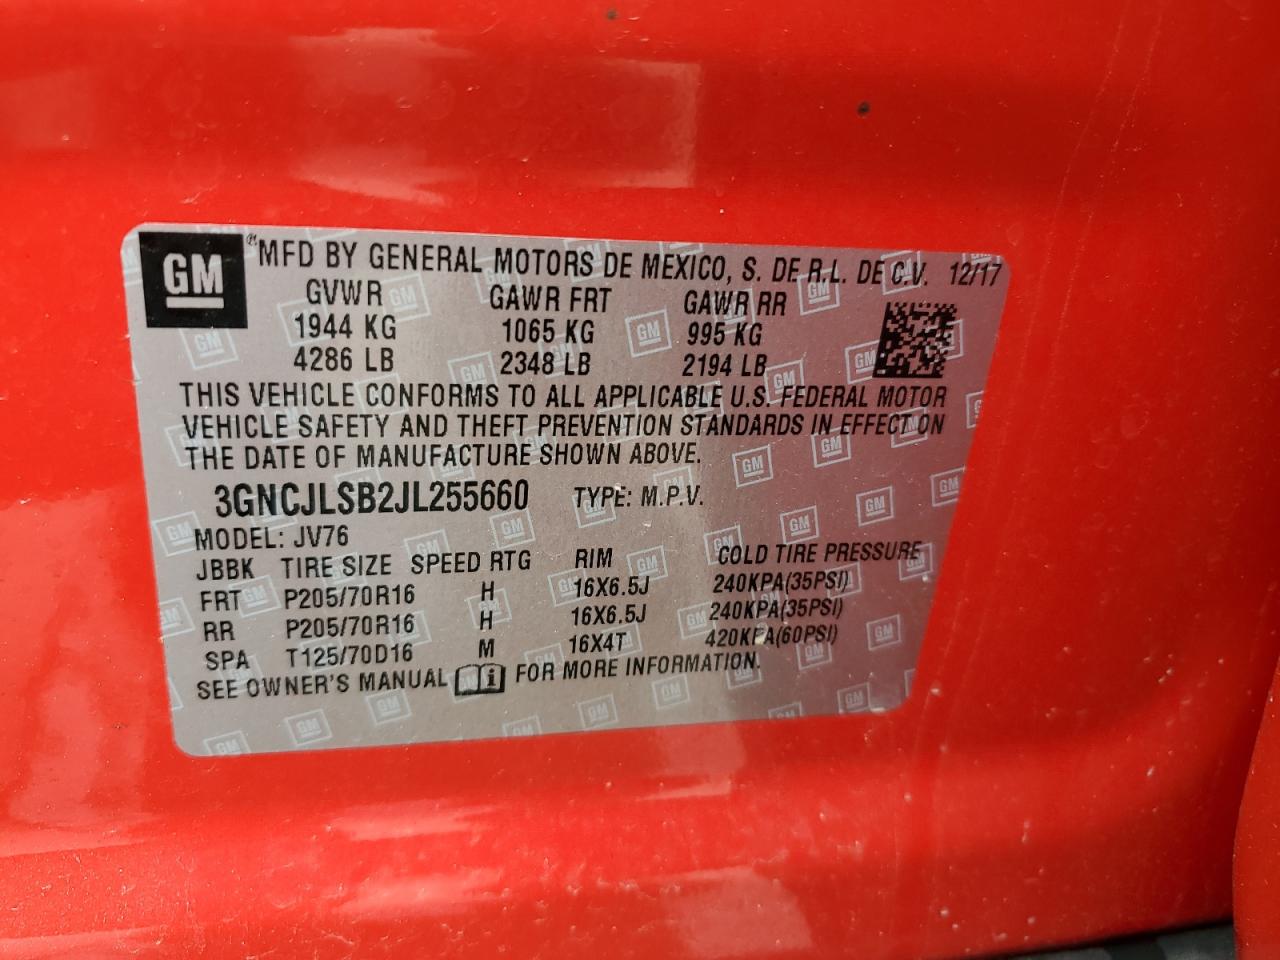 GM ® MFD BY GENERAL MOTORS DE MEXICO, S. DE R.L. DE C.V. 12/17
GVWR GAWR FRT GAWR RR
1944 KG 1065 KG 995 KG
4286 LB 2348 LB 2194 LB
THIS VEHICLE CONFORMS TO ALL APPLICABLE U.S. FEDERAL MOTOR
VEHICLE SAFETY AND THEFT PREVENTION STANDARDS IN EFFECT ON
THE DATE OF MANUFACTURE SHOWN ABOVE.
3GNCJLSB2JL255660 TYPE: M.P.V.
MODEL: JV76
JBBK TIRE SIZE SPEED RTG RIM COLD TIRE PRESSURE
FRT P205/70R16 H 16X6.5J 240KPA(35PSI)
RR P205/70R16 H 16X6.5J 240KPA(35PSI)
SPA T125/70D16 M 16X4T 420KPA(60PSI)
SEE OWNER'S MANUAL i FOR MORE INFORMATION.